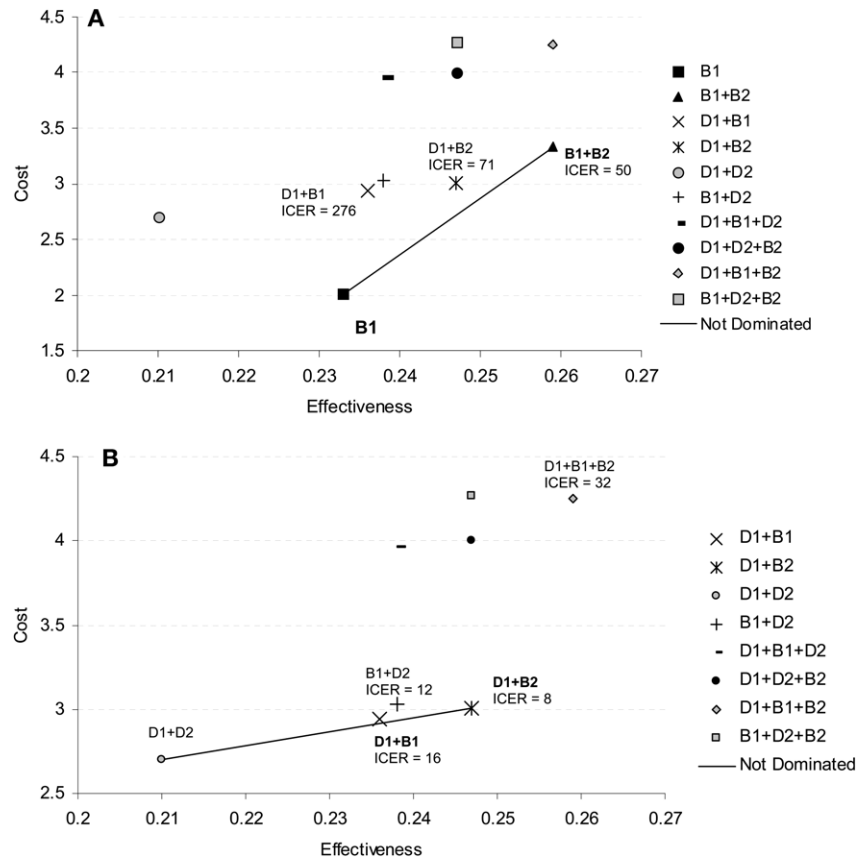 A
4.5
4
3.5
3
2.5
2
1.5
Cost
D1+B1
ICER = 276
D1+B2
ICER = 71
B1+B2
ICER = 50
B1
0.2
0.21
0.22
0.23
0.24
0.25
0.26
0.27
Effectiveness
B1
B1+B2
D1+B1
D1+B2
D1+D2
B1+D2
D1+B1+D2
D1+D2+B2
D1+B1+B2
B1+D2+B2
Not Dominated
B
4.5
4
3.5
3
2.5
Cost
D1+B1+B2
ICER = 32
B1+D2
ICER = 12
D1+B2
ICER = 8
D1+D2
D1+B1
ICER = 16
0.2
0.21
0.22
0.23
0.24
0.25
0.26
0.27
Effectiveness
D1+B1
D1+B2
D1+D2
B1+D2
D1+B1+D2
D1+D2+B2
D1+B1+B2
B1+D2+B2
Not Dominated